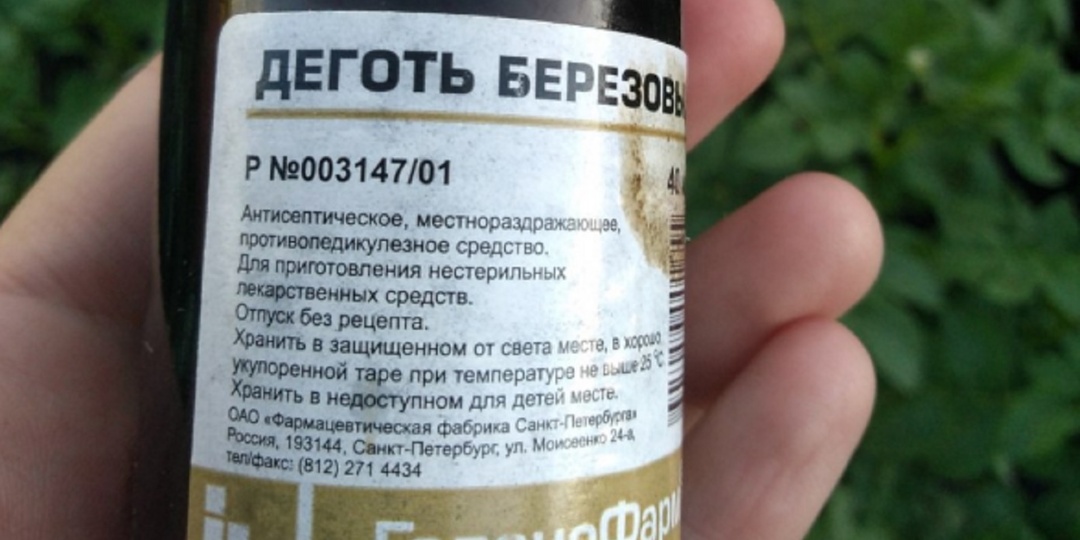 ДЕГОТЬ БЕРЕЗОВЫ
Р №003147/01
40
Антисептическое, местнораздражающее,
противопедикулезное средство.
Для приготовления нестерильных
лекарственных средств.
Отпуск без рецепта.
Хранить в защищенном от света месте, в хорошо
укупоренной таре при температуре не выше 25 °С
Хранить в недоступном для детей месте.
ОАО «Фармацевтическая фабрика Санкт-Петербурга»
Россия, 193144, Санкт-Петербург, ул. Моисеенко 24-а,
тел/факс: (812) 271 4434